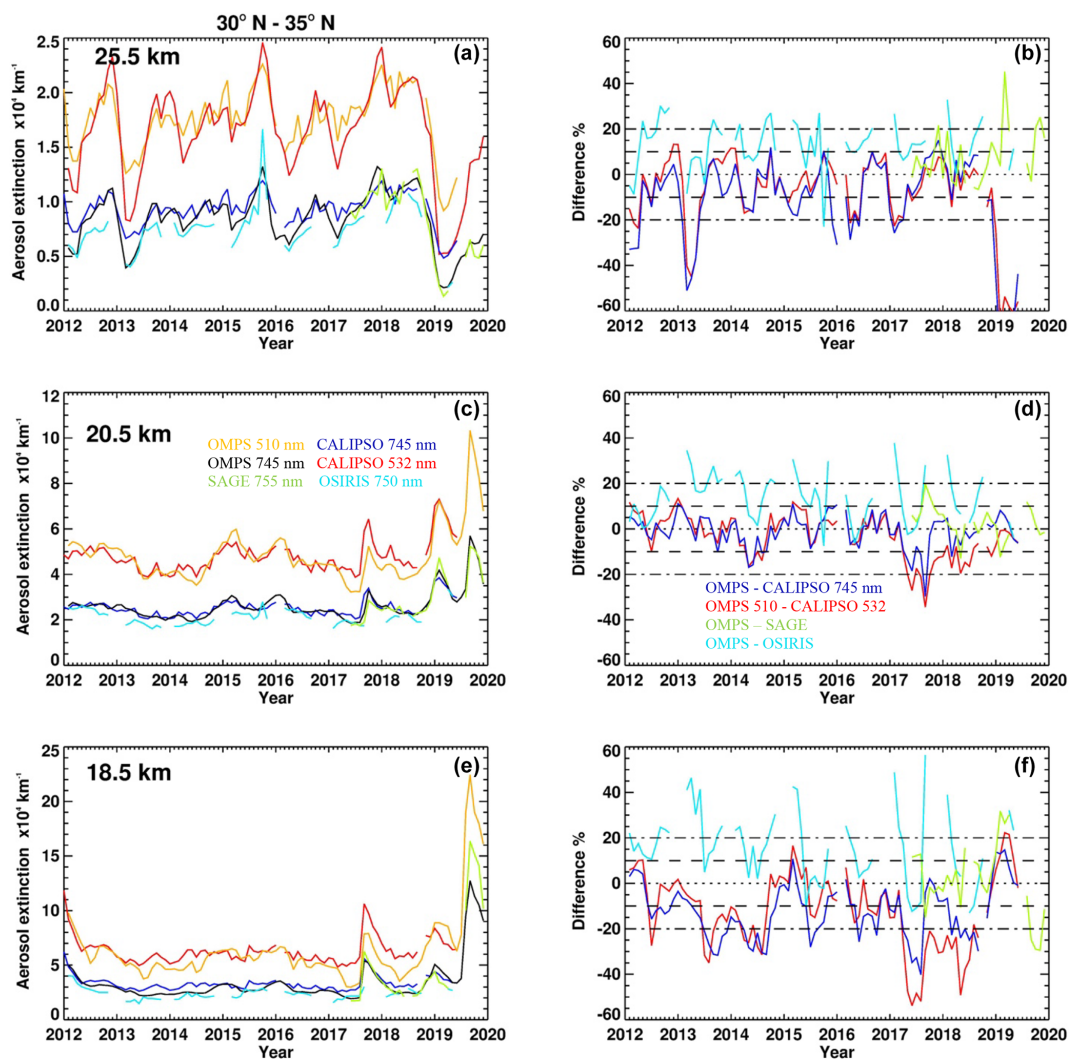 30° N - 35° N
25.5 km
(a)
Aerosol extinction x10⁴ km⁻¹
2.5
2.0
1.5
1.0
0.5
0.0
2012 2013 2014 2015 2016 2017 2018 2019 2020
Year
(b)
Difference %
60
40
20
0
-20
-40
-60
2012 2013 2014 2015 2016 2017 2018 2019 2020
Year
20.5 km
(c)
Aerosol extinction x10⁴ km⁻¹
12
10
8
6
4
2
0
OMPS 510 nm CALIPSO 745 nm
OMPS 745 nm CALIPSO 532 nm
SAGE 755 nm OSIRIS 750 nm
2012 2013 2014 2015 2016 2017 2018 2019 2020
Year
(d)
Difference %
60
40
20
0
-20
-40
-60
OMPS - CALIPSO 745 nm
OMPS 510 - CALIPSO 532
OMPS – SAGE
OMPS - OSIRIS
2012 2013 2014 2015 2016 2017 2018 2019 2020
Year
18.5 km
(e)
Aerosol extinction x10⁴ km⁻¹
25
20
15
10
5
0
2012 2013 2014 2015 2016 2017 2018 2019 2020
Year
(f)
Difference %
60
40
20
0
-20
-40
-60
2012 2013 2014 2015 2016 2017 2018 2019 2020
Year